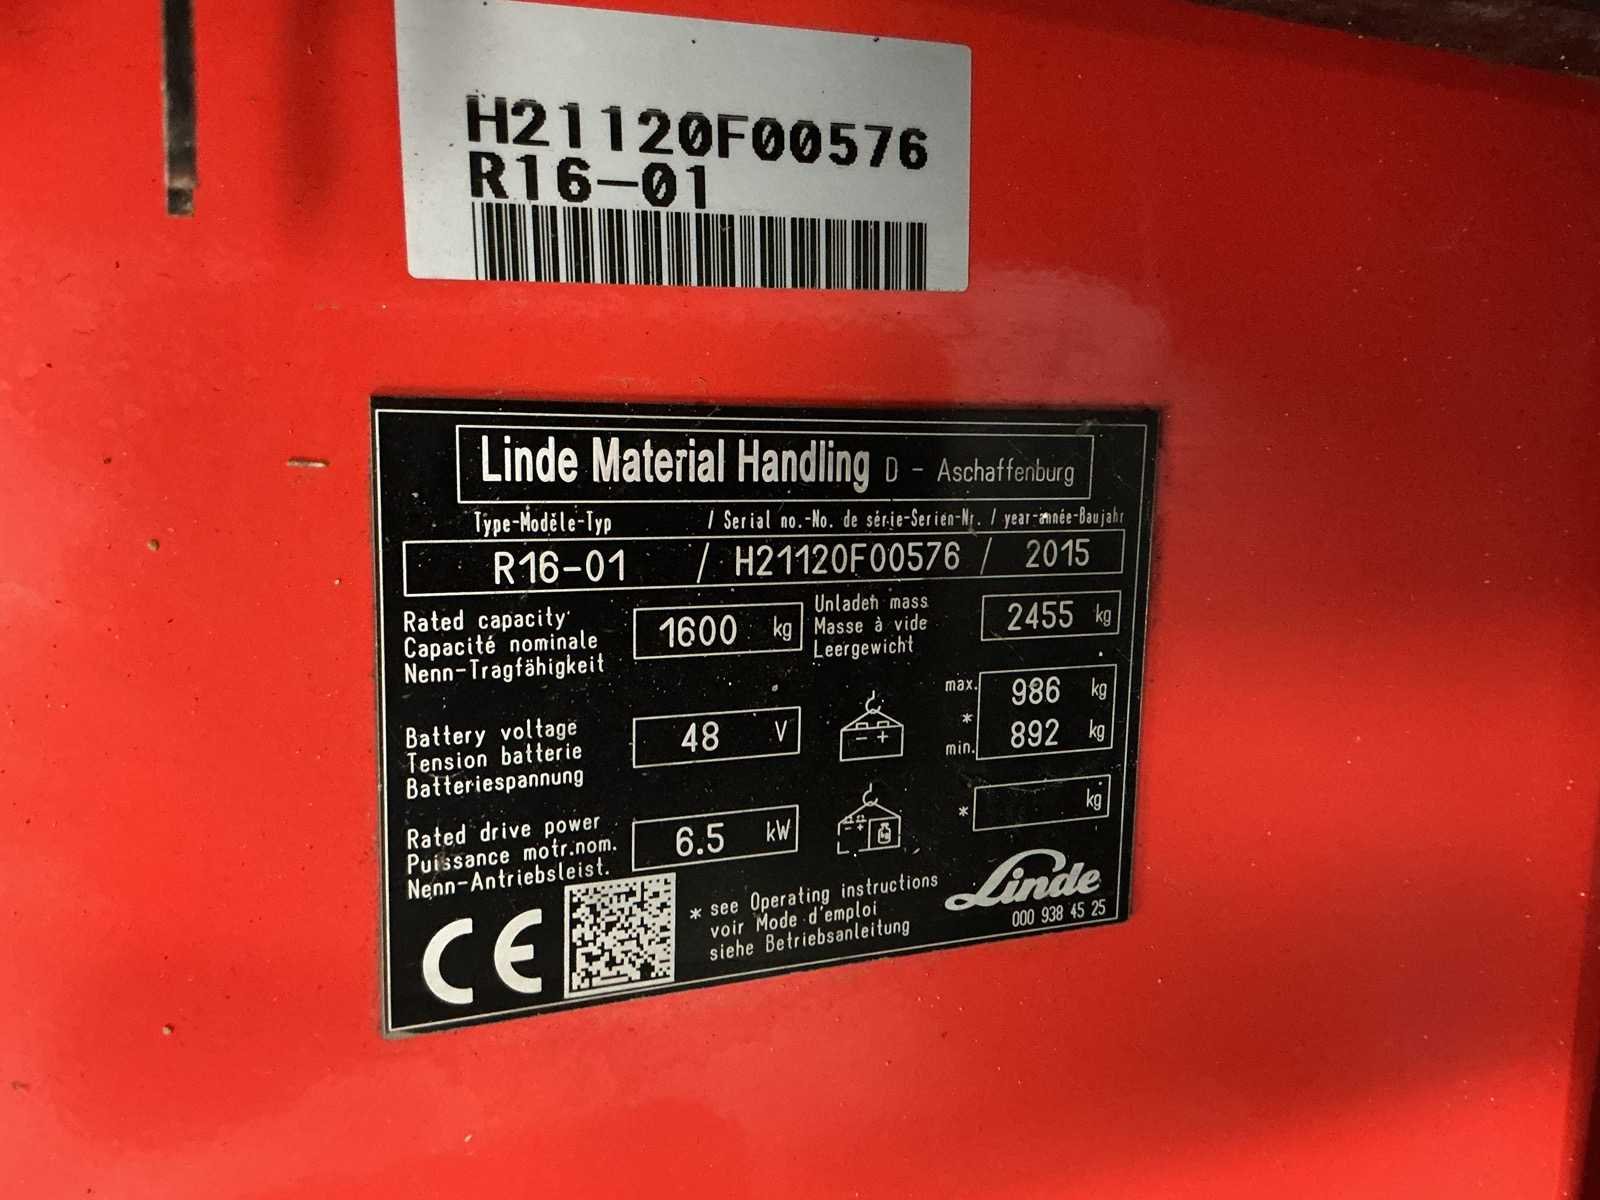 H21120F00576
R16-01
Linde Material Handling D - Aschaffenburg
Type-Modèle-Typ / Serial no.-No. de série-Serien-Nr. / year-année-Baujahr
R16-01 / H21120F00576 / 2015
Rated capacity
Capacité nominale
Nenn-Tragfähigkeit
1600 kg
Unladen mass
Masse à vide
Leergewicht
2455 kg
Battery voltage
Tension batterie
Batteriespannung
48 V
- +
max. 986 kg
*
min. 892 kg
Rated drive power
Puissance motr.nom.
Nenn-Antriebsleist.
6.5 kW
- + kg
* kg
CE
* see Operating instructions
voir Mode d'emploi
siehe Betriebsanleitung
Linde
000 938 45 25